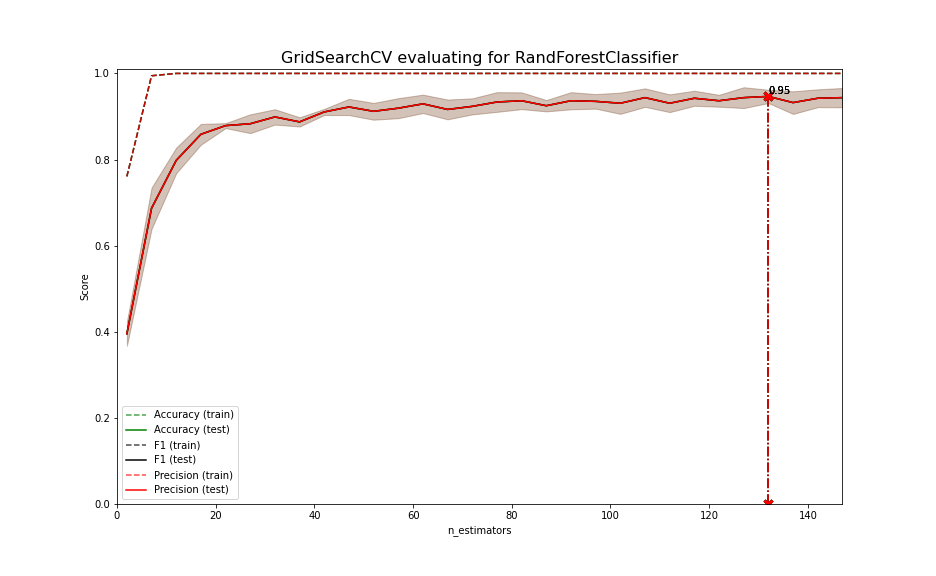 GridSearchCV evaluating for RandForestClassifier
1.0
0.95
0.8
0.6
Score
0.4
0.2
Accuracy (train)
Accuracy (test)
F1 (train)
F1 (test)
Precision (train)
Precision (test)
0.0
0 20 40 60 80 100 120 140
n_estimators